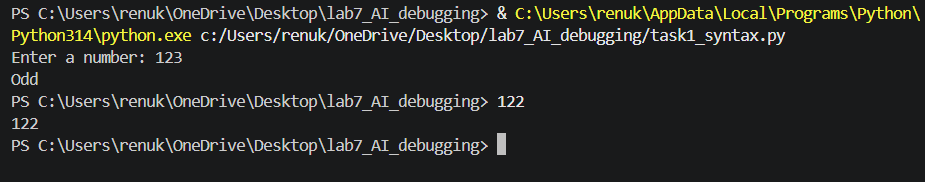 PS C:\Users\renuk\OneDrive\Desktop\lab7_AI_debugging> & C:\Users\renuk\AppData\Local\Programs\Python\
Python314\python.exe c:/Users/renuk/OneDrive/Desktop/lab7_AI_debugging/task1_syntax.py
Enter a number: 123
Odd
PS C:\Users\renuk\OneDrive\Desktop\lab7_AI_debugging> 122
122
PS C:\Users\renuk\OneDrive\Desktop\lab7_AI_debugging>